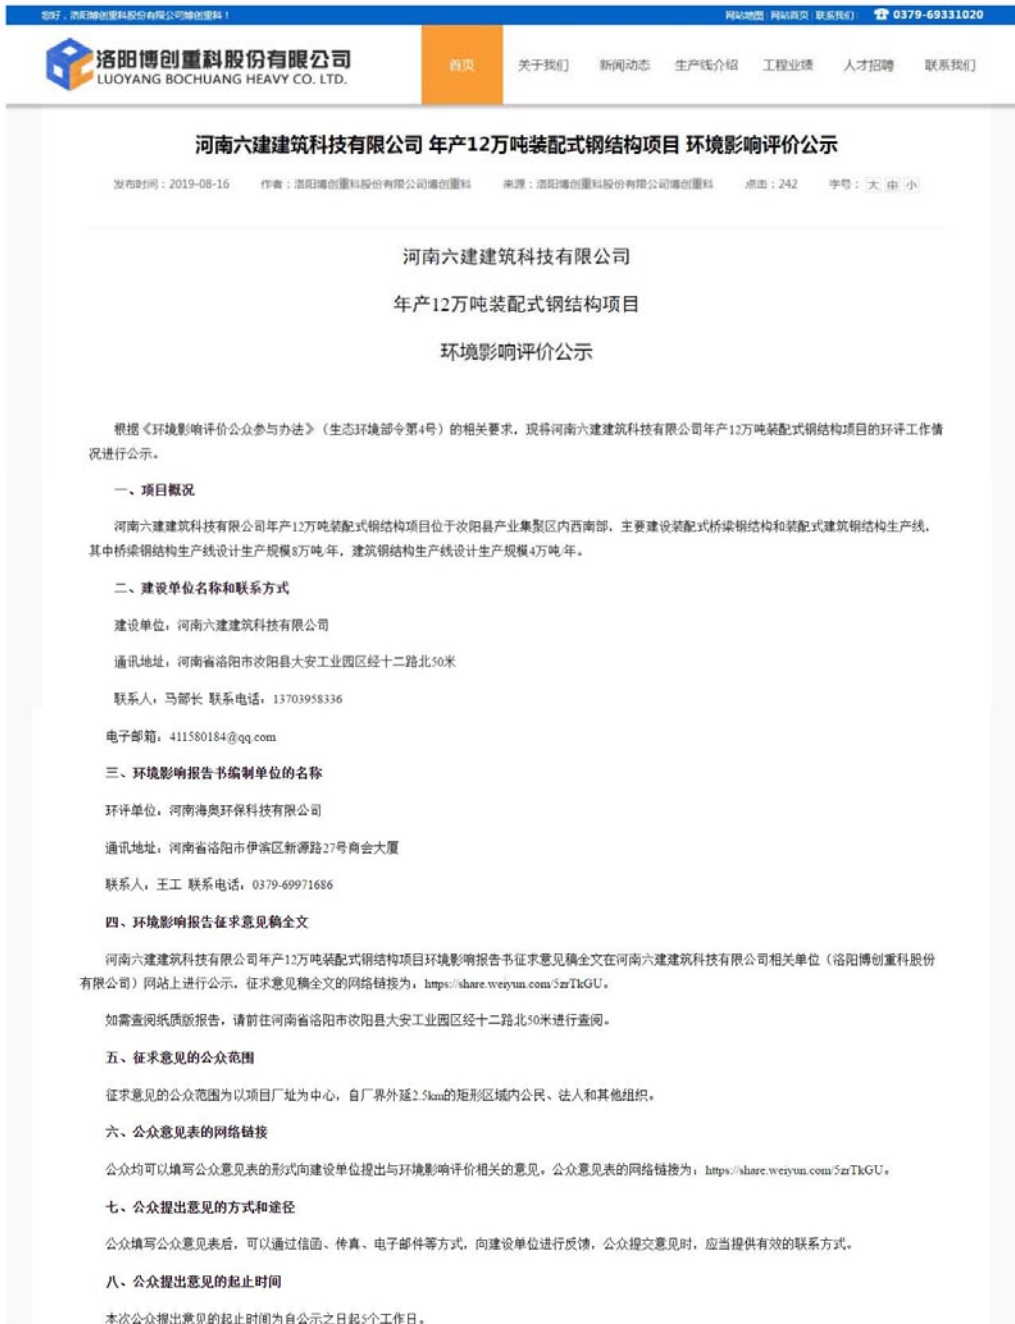 您好，洛阳博创重科股份有限公司博创重科！
网站地图 | 网站首页 | 联系我们 | ☎ 0379-69331020
洛阳博创重科股份有限公司
LUOYANG BOCHUANG HEAVY CO. LTD.
首页 关于我们 新闻动态 生产线介绍 工程业绩 人才招聘 联系我们
河南六建建筑科技有限公司 年产12万吨装配式钢结构项目 环境影响评价公示
发布时间：2019-08-16 作者：洛阳博创重科股份有限公司博创重科 来源：洛阳博创重科股份有限公司博创重科 点击：242 字号：大 中 小
河南六建建筑科技有限公司
年产12万吨装配式钢结构项目
环境影响评价公示
根据《环境影响评价公众参与办法》（生态环境部令第4号）的相关要求，现将河南六建建筑科技有限公司年产12万吨装配式钢结构项目的环评工作情
况进行公示。
一、项目概况
河南六建建筑科技有限公司年产12万吨装配式钢结构项目位于汝阳县产业集聚区内西南部，主要建设装配式桥梁钢结构和装配式建筑钢结构生产线，
其中桥梁钢结构生产线设计生产规模8万吨/年，建筑钢结构生产线设计生产规模4万吨/年。
二、建设单位名称和联系方式
建设单位：河南六建建筑科技有限公司
通讯地址：河南省洛阳市汝阳县大安工业园区经十二路北50米
联系人：马部长 联系电话：13703958336
电子邮箱：411580184@qq.com
三、环境影响报告书编制单位的名称
环评单位：河南海奥环保科技有限公司
通讯地址：河南省洛阳市伊滨区新源路27号商会大厦
联系人：王工 联系电话：0379-69971686
四、环境影响报告征求意见稿全文
河南六建建筑科技有限公司年产12万吨装配式钢结构项目环境影响报告书征求意见稿全文在河南六建建筑科技有限公司相关单位（洛阳博创重科股份
有限公司）网站上进行公示，征求意见稿全文的网络链接为：https://share.weiyun.com/5zrTkGU。
如需查阅纸质版报告，请前往河南省洛阳市汝阳县大安工业园区经十二路北50米进行查阅。
五、征求意见的公众范围
征求意见的公众范围为以项目厂址为中心，自厂界外延2.5km的矩形区域内公民、法人和其他组织。
六、公众意见表的网络链接
公众均可以填写公众意见表的形式向建设单位提出与环境影响评价相关的意见。公众意见表的网络链接为：https://share.weiyun.com/5zrTkGU。
七、公众提出意见的方式和途径
公众填写公众意见表后，可以通过信函、传真、电子邮件等方式，向建设单位进行反馈，公众提交意见时，应当提供有效的联系方式。
八、公众提出意见的起止时间
本次公众提出意见的起止时间为自公示之日起5个工作日。